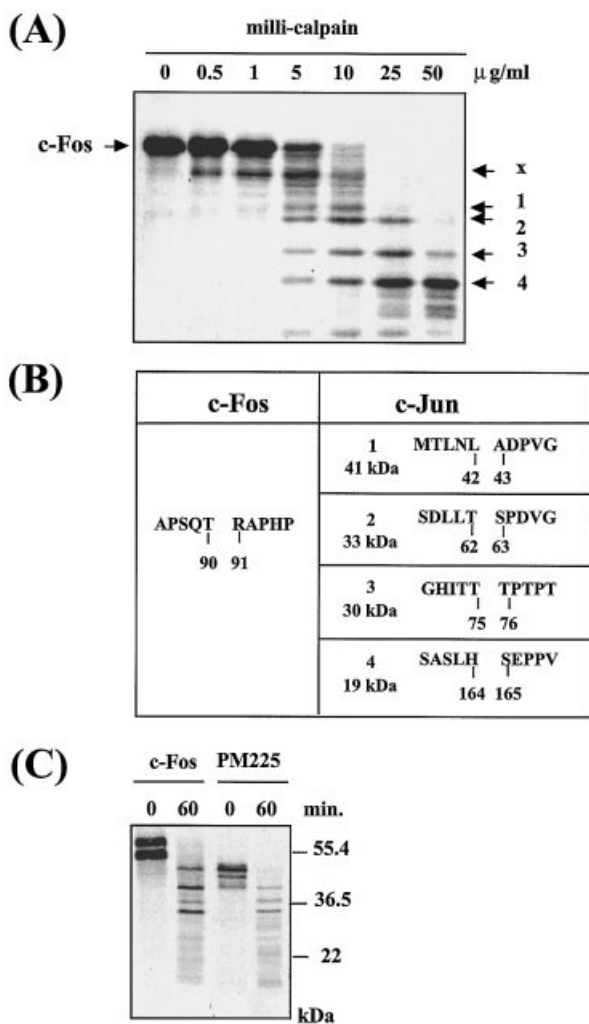 (A)
milli-calpain
0 0.5 1 5 10 25 50 μg/ml
c-Fos
x
1
2
3
4
(B)
c-Fos c-Jun
APSQT RAPHP
90 91
1 MTLNL ADPVG
41 kDa 42 43
2 SDLLT SPDVG
33 kDa 62 63
3 GHITT TPTPT
30 kDa 75 76
4 SASLH SEPPV
19 kDa 164 165
(C)
c-Fos PM225
0 60 0 60 min.
55.4
36.5
22
kDa